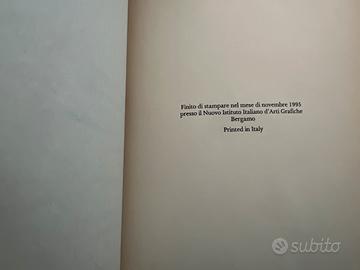 Finito di stampare nel mese di novembre 1995
presso il Nuovo Istituto Italiano d'Arti Grafiche
Bergamo
Printed in Italy
subito